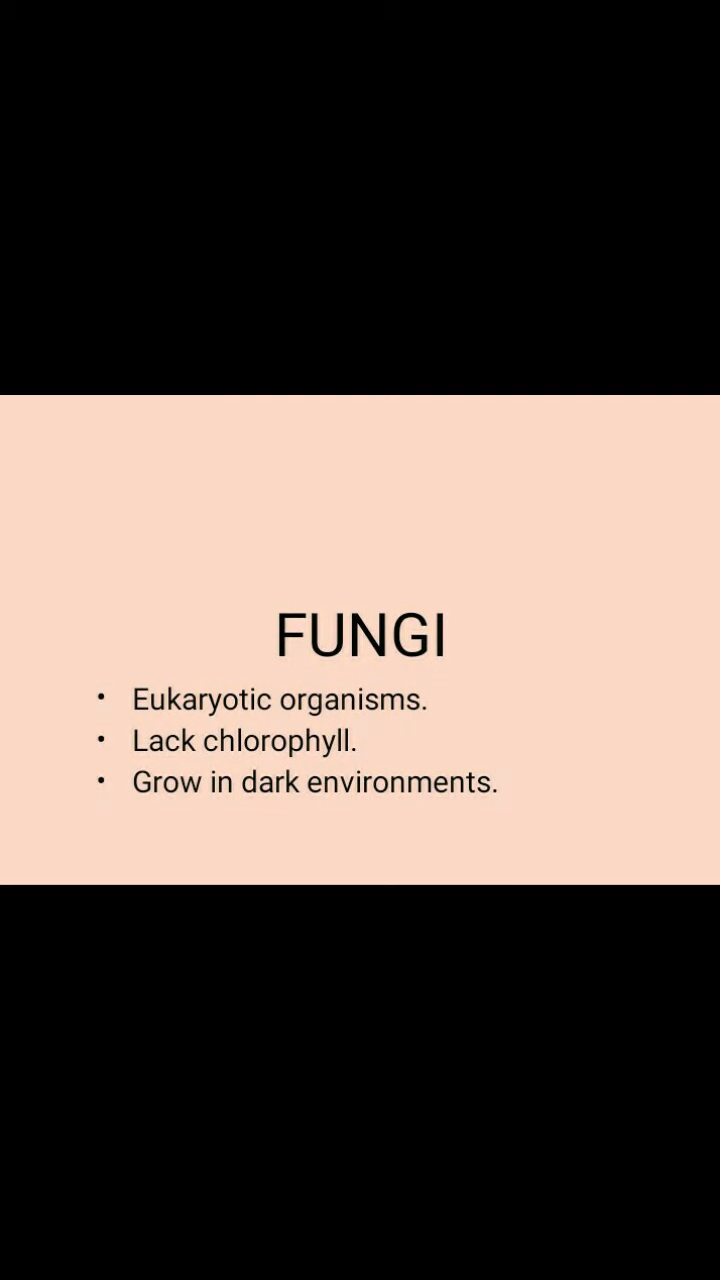 FUNGI
• Eukaryotic organisms.
• Lack chlorophyll.
• Grow in dark environments.